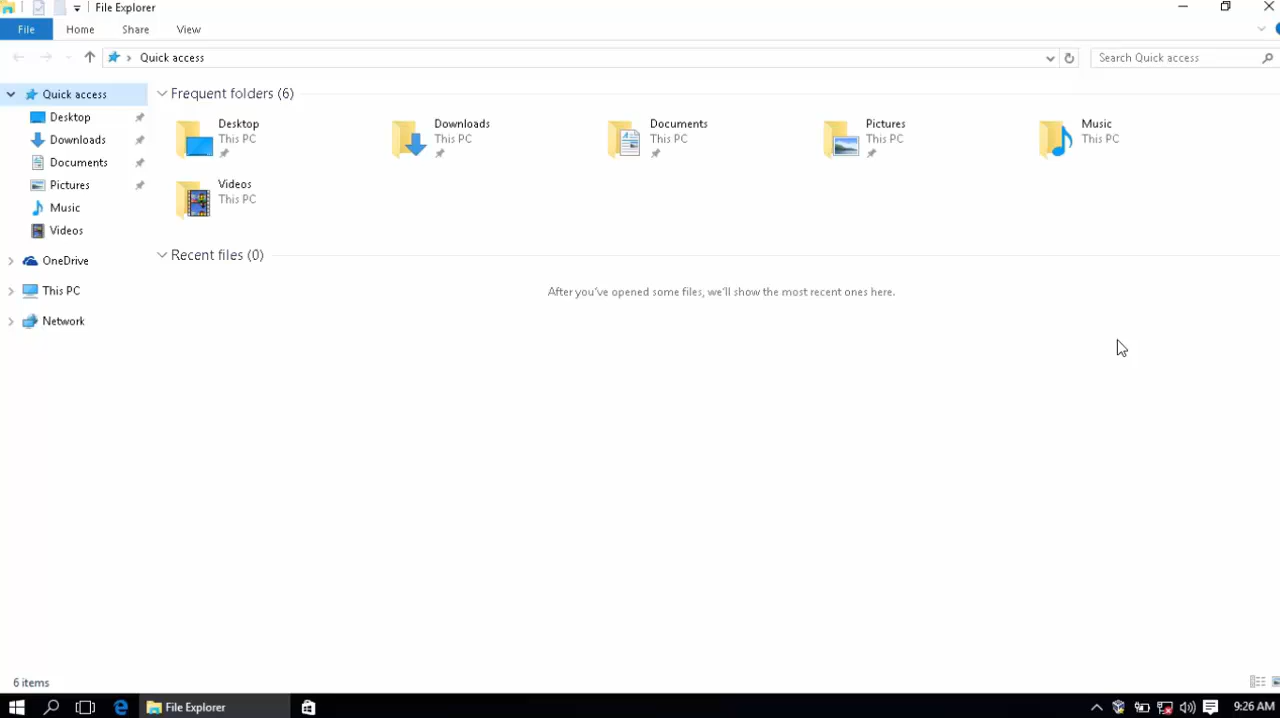 File Explorer
File Home Share View
Quick access Search Quick access
Quick access
Desktop
Downloads
Documents
Pictures
Music
Videos
OneDrive
This PC
Network
Frequent folders (6)
Desktop
This PC
Downloads
This PC
Documents
This PC
Pictures
This PC
Music
This PC
Videos
This PC
Recent files (0)
After you've opened some files, we'll show the most recent ones here.
6 items
File Explorer 9:26 AM